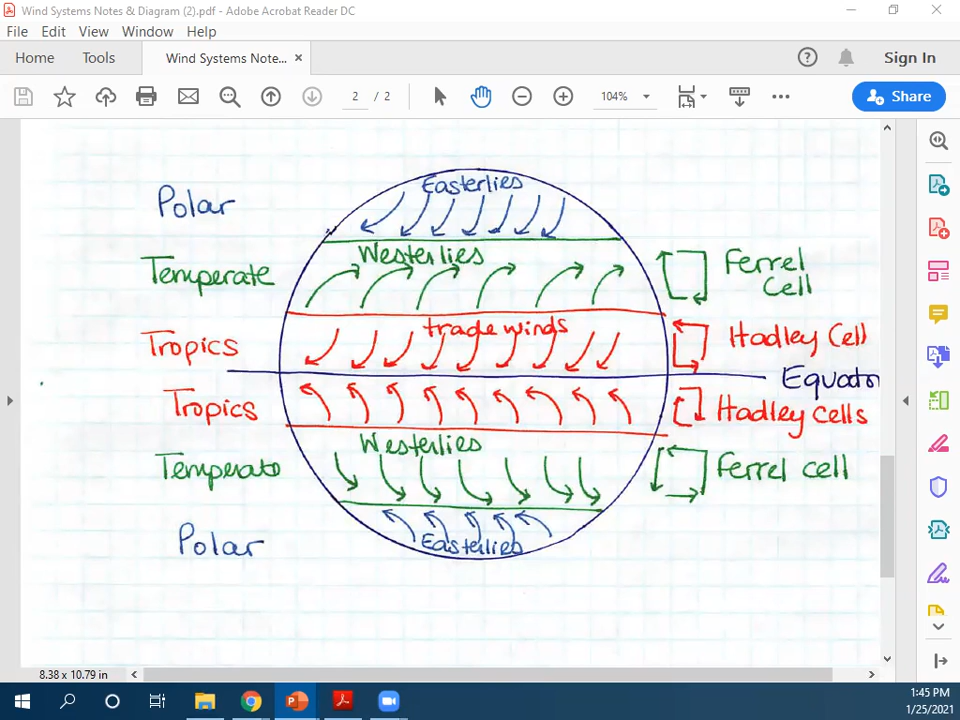 Wind Systems Notes & Diagram (2).pdf - Adobe Acrobat Reader DC
File Edit View Window Help
Home Tools Wind Systems Note... × Sign In
2 / 2 104% Share
Easterlies
Polar
Westerlies
Temperate
Ferrel
Cell
trade winds
Tropics
Hadley Cell
Equator
Tropics
Hadley Cells
Westerlies
Temperate
Ferrel cell
Polar
Easterlies
8.38 x 10.79 in
1:45 PM
1/25/2021